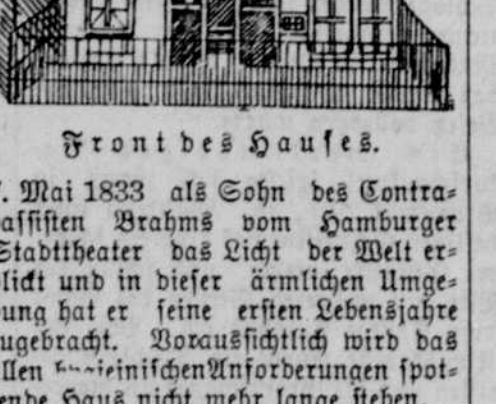 Front des Hauses.
. Mai 1833 als Sohn des Contra-
bassisten Brahms vom Hamburger
Stadttheater das Licht der Welt er-
blickt und in dieser ärmlichen Umge-
bung hat er seine ersten Lebensjahre
zugebracht. Voraussichtlich wird das
allen Anforderungen spot-
tende Haus nicht mehr lange stehen.